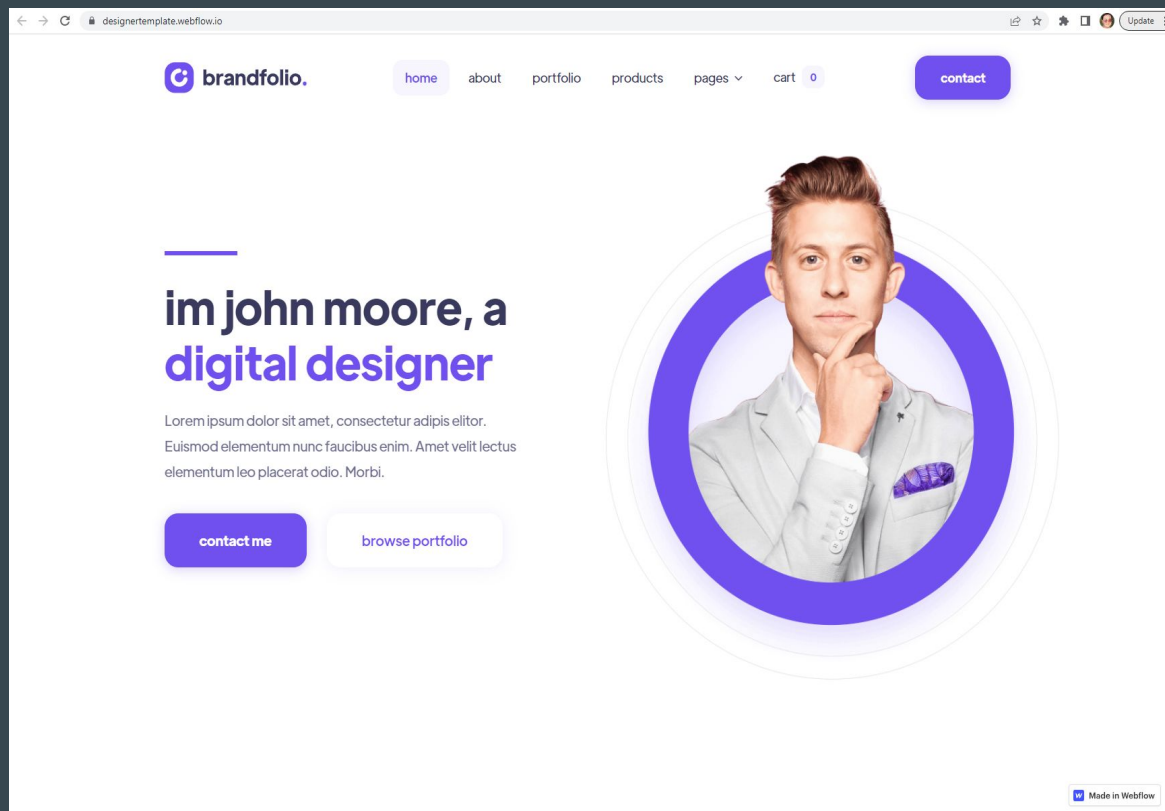 designertemplate.webflow.io
Update
brandfolio.
home about portfolio products pages cart 0
contact
im john moore, a
digital designer
Lorem ipsum dolor sit amet, consectetur adipis elitor.
Euismod elementum nunc faucibus enim. Amet velit lectus
elementum leo placerat odio. Morbi.
contact me
browse portfolio
Made in Webflow